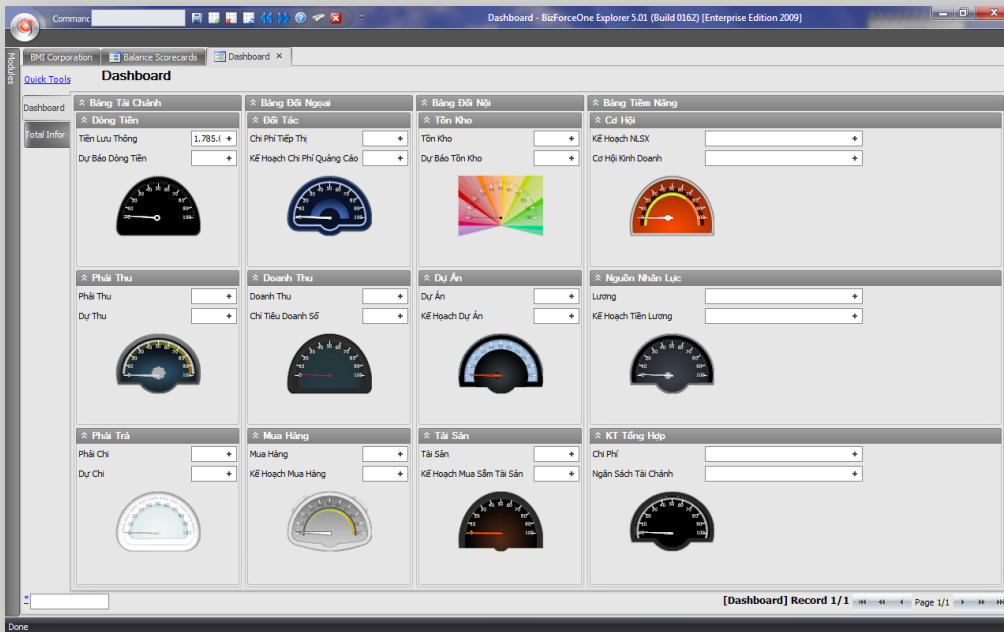 Dashboard - BizForceOne Explorer 5.01 (Build 0162) [Enterprise Edition 2009]
Command
Modules
BMI Corporation
Balance Scorecards
Dashboard
Quick Tools
Dashboard
Dashboard
Total Infor
Bảng Tài Chánh
Bảng Đối Ngoại
Bảng Đối Nội
Bảng Tiềm Năng
Dòng Tiền
Đối Tác
Tồn Kho
Cơ Hội
Tiền Lưu Thông 1.785.(
Chi Phí Tiếp Thị
Tồn Kho
Kế Hoạch NLSX
Dự Báo Dòng Tiền
Kế Hoạch Chi Phí Quảng Cáo
Dự Báo Tồn Kho
Cơ Hội Kinh Doanh
Phải Thu
Doanh Thu
Dự Án
Nguồn Nhân Lực
Phải Thu
Doanh Thu
Dự Án
Lương
Dự Thu
Chỉ Tiêu Doanh Số
Kế Hoạch Dự Án
Kế Hoạch Tiền Lương
Phải Trả
Mua Hàng
Tài Sản
KT Tổng Hợp
Phải Chi
Mua Hàng
Tài Sản
Chi Phí
Dự Chi
Kế Hoạch Mua Hàng
Kế Hoạch Mua Sắm Tài Sản
Ngân Sách Tài Chánh
[Dashboard] Record 1/1
Page 1/1
Done